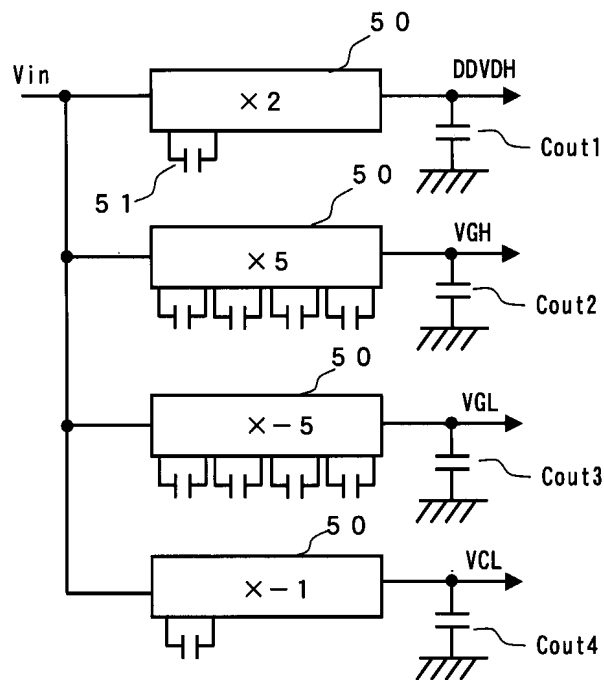 50
Vin
DDVDH
×2
Cout1
51
50
VGH
×5
Cout2
50
VGL
×-5
Cout3
50
VCL
×-1
Cout4